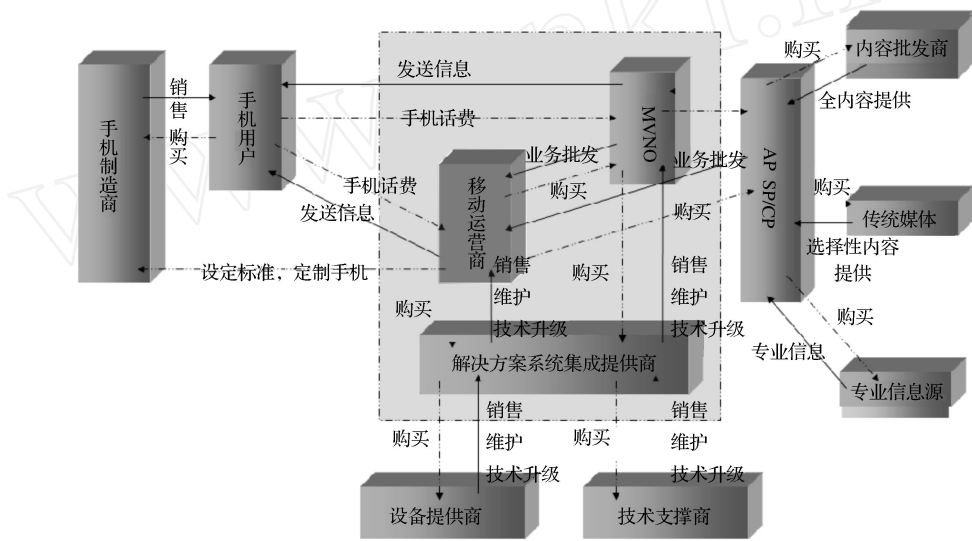 内容批发商
购买
全内容提供
发送信息
销售
购买
手机制造商
手机用户
手机话费
MVNO
AP SP/CP
业务批发
购买
业务批发
移动运营商
手机话费
发送信息
购买
购买
传统媒体
选择性内容
提供
设定标准，定制手机
销售
维护
技术升级
购买
购买
销售
维护
技术升级
购买
专业信息
专业信息源
解决方案系统集成提供商
购买
销售
维护
技术升级
购买
销售
维护
技术升级
设备提供商
技术支撑商